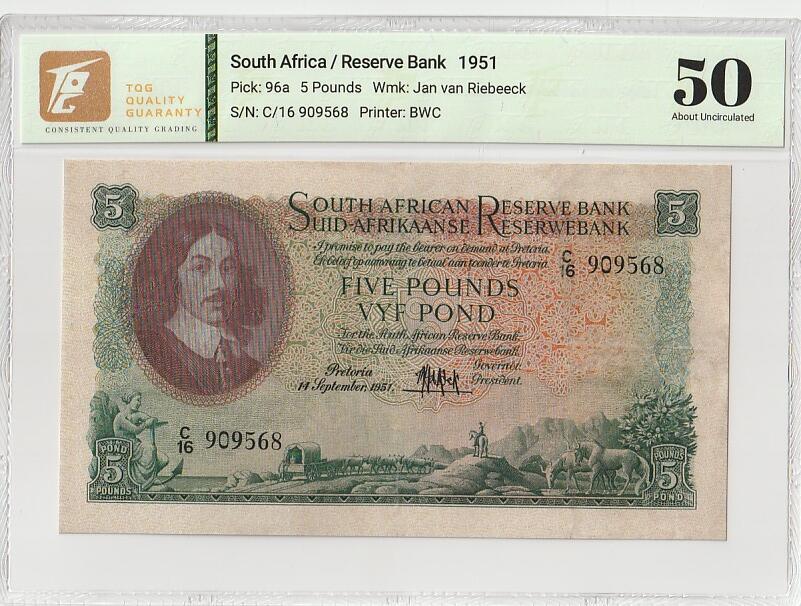 TQG
QUALITY
GUARANTY
CONSISTENT QUALITY GRADING
South Africa / Reserve Bank 1951
Pick: 96a 5 Pounds Wmk: Jan van Riebeeck
S/N: C/16 909568 Printer: BWC
50
About Uncirculated
5
5
SOUTH AFRICAN RESERVE BANK
SUID-AFRIKAANSE RESERWEBANK
I promise to pay the bearer on demand at Pretoria.
Ek beloof op aanvraag te betaal aan toonder te Pretoria.
C/16 909568
FIVE POUNDS
VYF POND
For the South African Reserve Bank.
Vir die Suid-Afrikaanse Reserwebank.
Pretoria
14 September, 1951.
Governor.
President.
C/16 909568
POND
5
POUNDS
POUNDS
5
POND